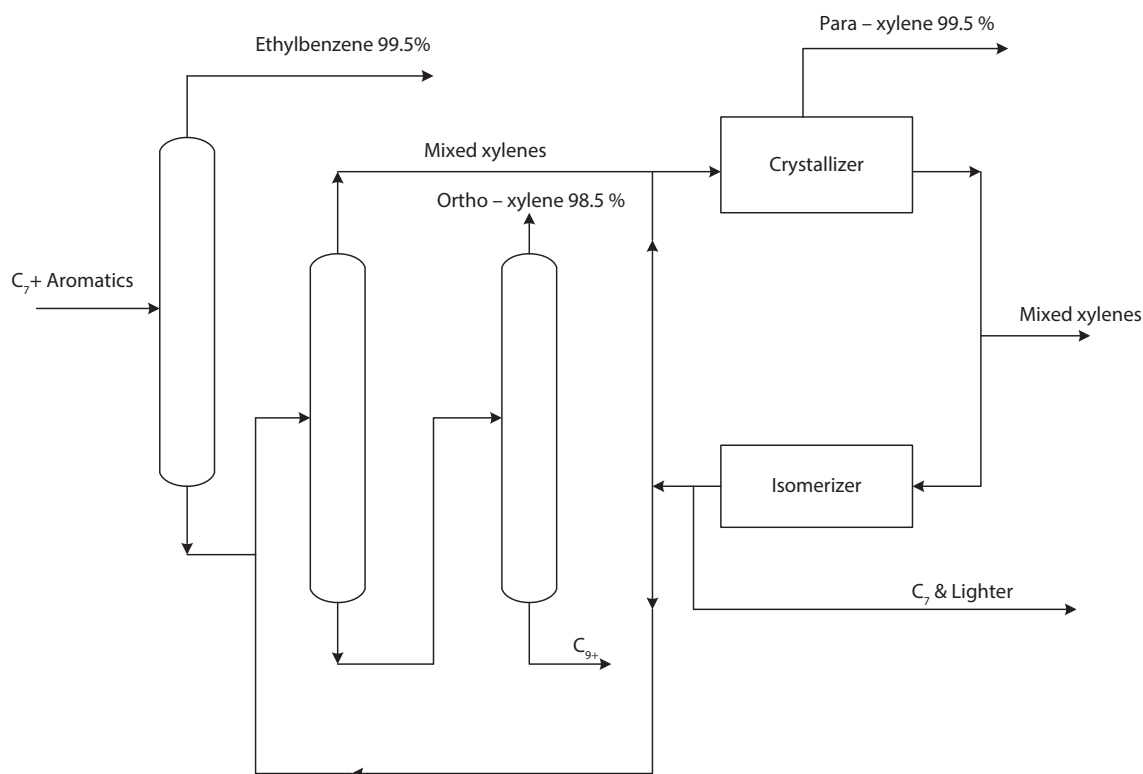 Ethylbenzene 99.5%
Para – xylene 99.5 %
Mixed xylenes
Crystallizer
Ortho – xylene 98.5 %
C₇+ Aromatics
Mixed xylenes
Isomerizer
C₇ & Lighter
C₉₊